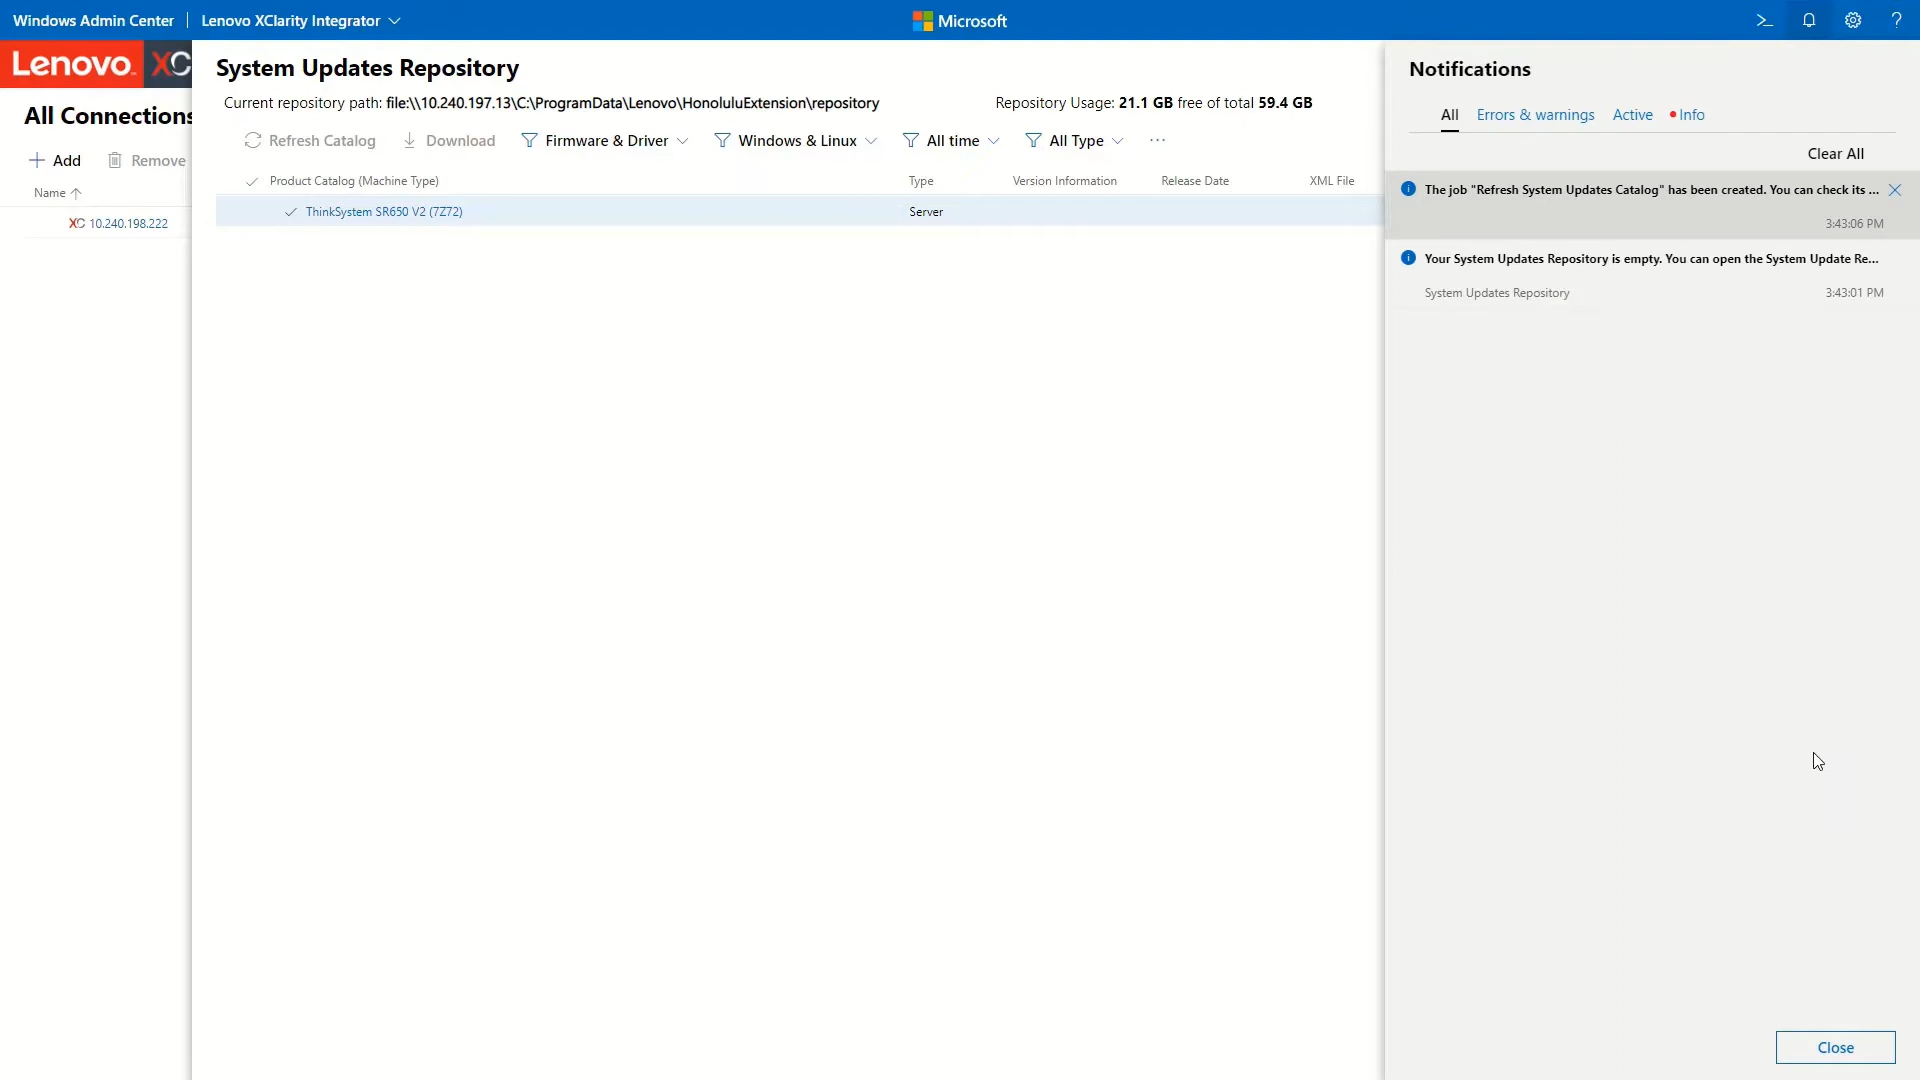 Windows Admin Center
Lenovo XClarity Integrator
Microsoft
>_
?
Lenovo
XC
All Connections
Add
Remove
Name
XC 10.240.198.222
System Updates Repository
Current repository path: file:\\10.240.197.13\C:\ProgramData\Lenovo\HonoluluExtension\repository
Repository Usage: 21.1 GB free of total 59.4 GB
Refresh Catalog
Download
Firmware & Driver
Windows & Linux
All time
All Type
...
Product Catalog (Machine Type)
Type
Version Information
Release Date
XML File
ThinkSystem SR650 V2 (7Z72)
Server
Notifications
All
Errors & warnings
Active
Info
Clear All
The job "Refresh System Updates Catalog" has been created. You can check its ...
3:43:06 PM
Your System Updates Repository is empty. You can open the System Update Re...
System Updates Repository
3:43:01 PM
Close